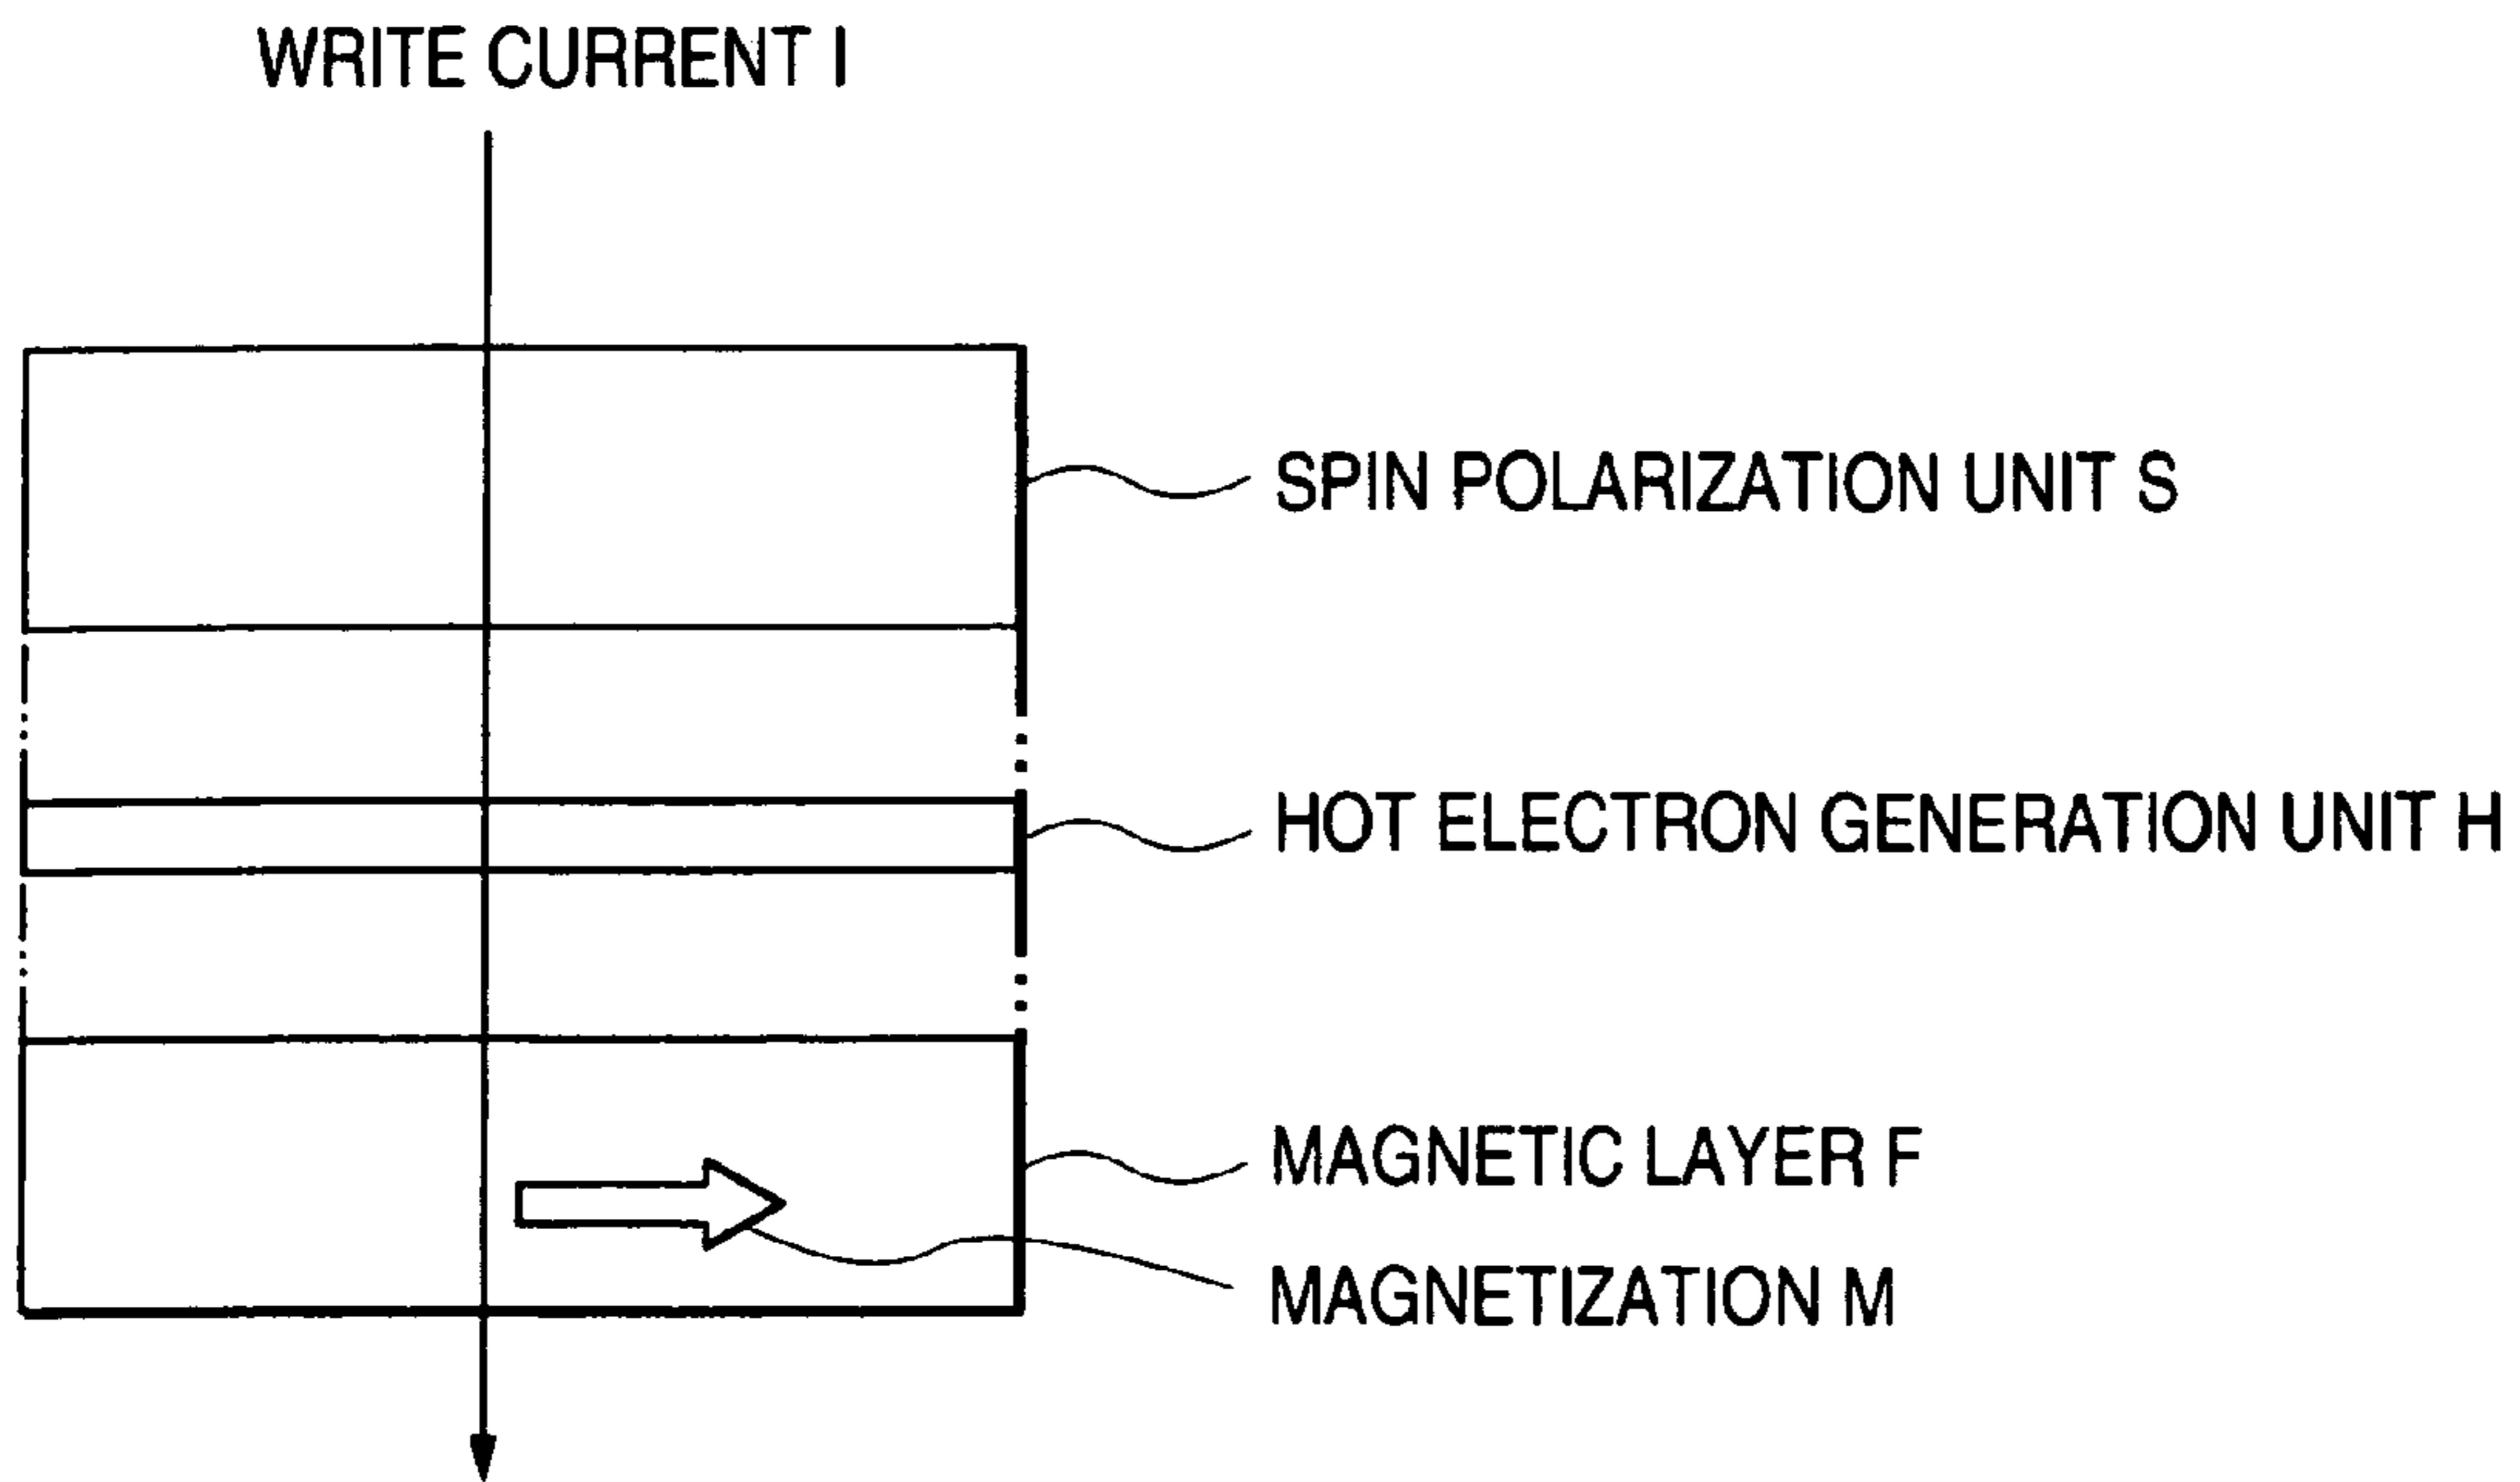 WRITE CURRENT I
SPIN POLARIZATION UNIT S
HOT ELECTRON GENERATION UNIT H
MAGNETIC LAYER F
MAGNETIZATION M